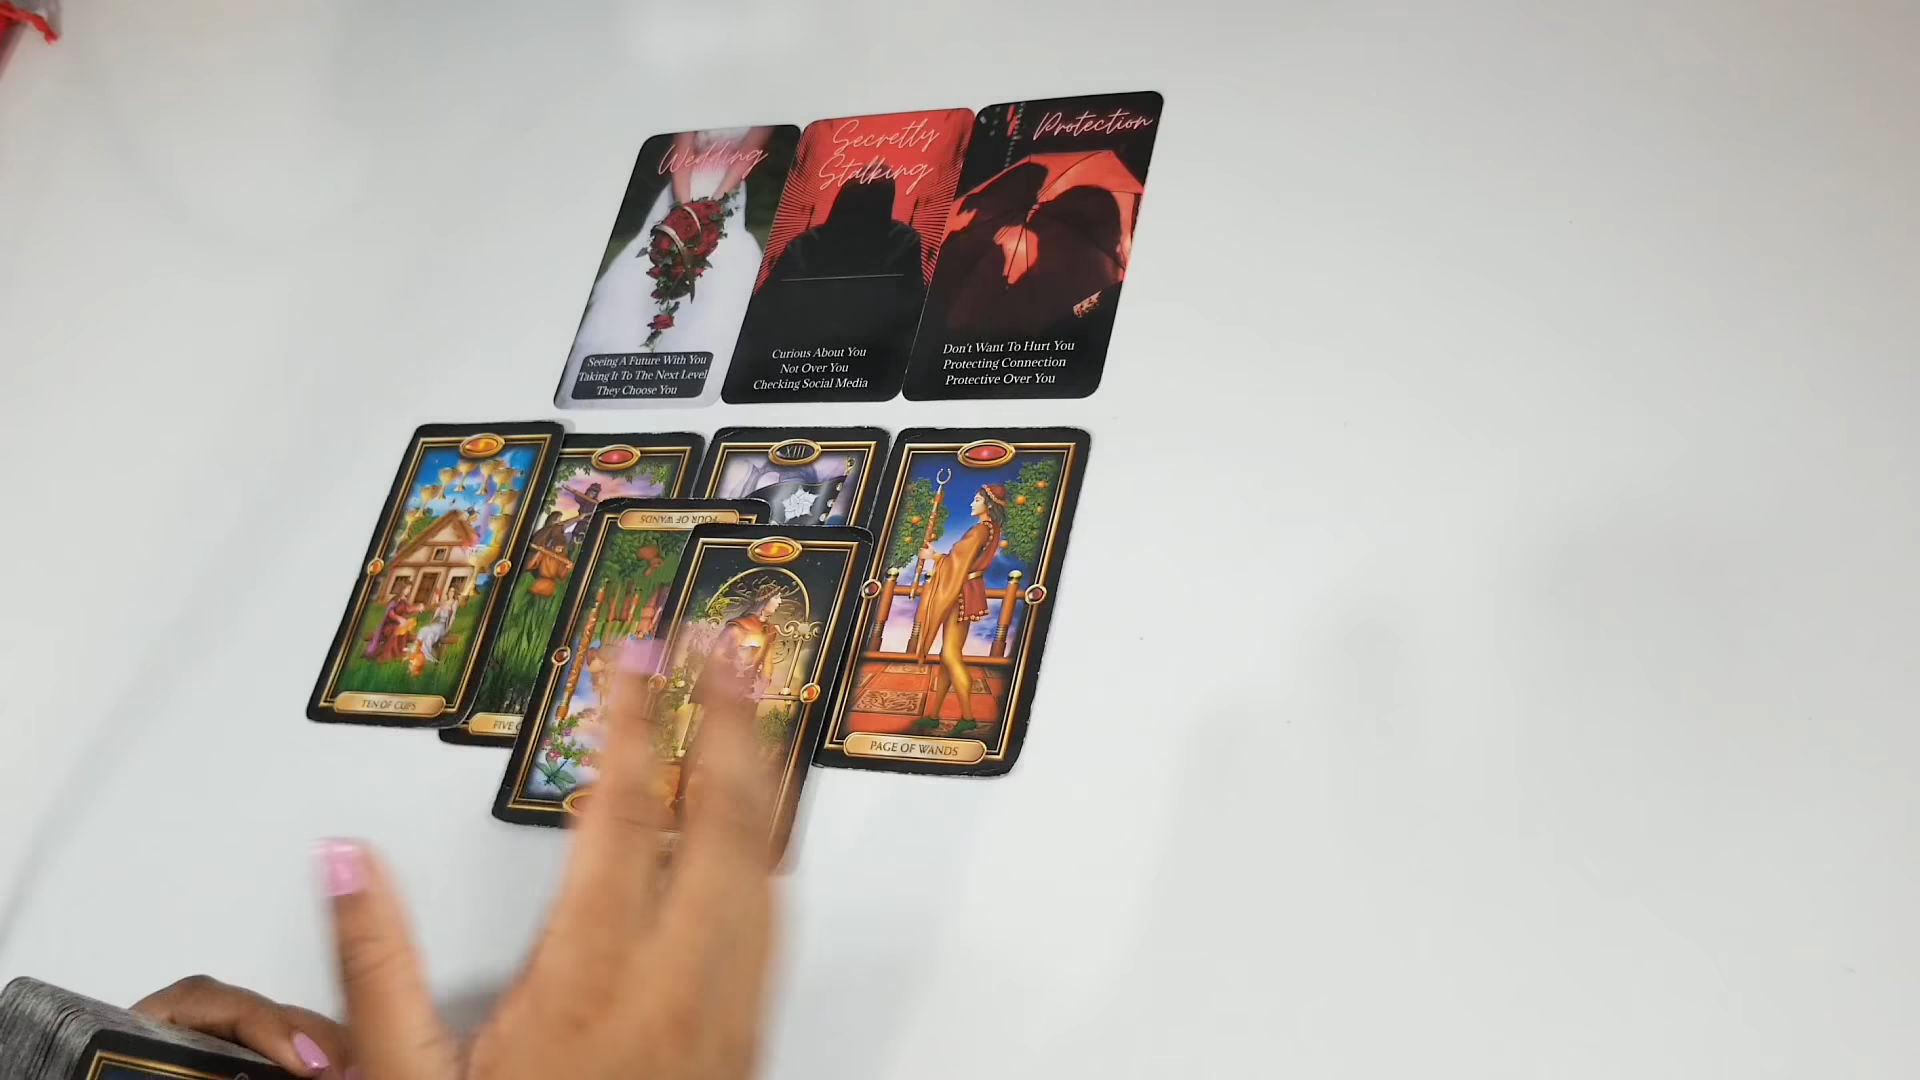 Wedding
Seeing A Future With You
Taking It To The Next Level
They Choose You
Secretly
Stalking
Curious About You
Not Over You
Checking Social Media
Protection
Don't Want To Hurt You
Protecting Connection
Protective Over You
TEN OF CUPS
FIVE
XIII
FOUR OF WANDS
PAGE OF WANDS